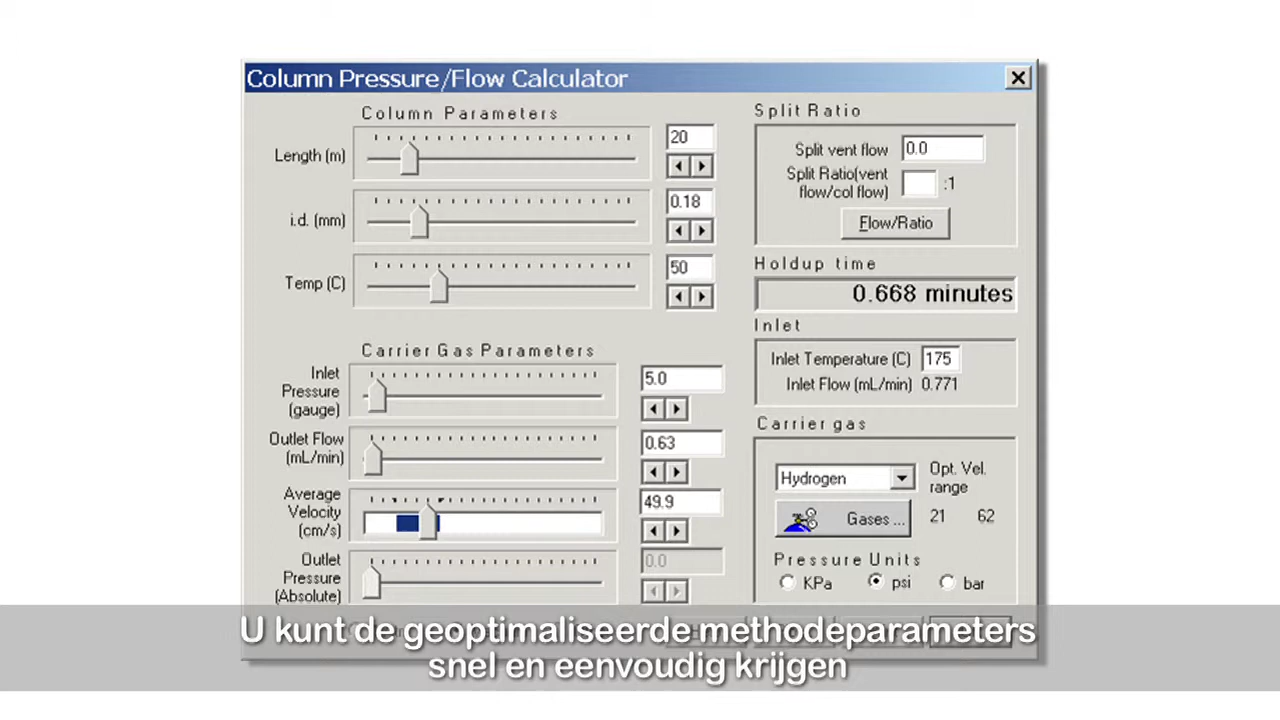 Column Pressure/Flow Calculator
Column Parameters
Length (m)
20
i.d. (mm)
0.18
Temp (C)
50
Carrier Gas Parameters
Inlet
Pressure
(gauge)
5.0
Outlet Flow
(mL/min)
0.63
Average
Velocity
(cm/s)
49.9
Outlet
Pressure
(Absolute)
0.0
Split Ratio
Split vent flow
0.0
Split Ratio(vent
flow/col flow)
:1
Flow/Ratio
Holdup time
0.668 minutes
Inlet
Inlet Temperature (C)
175
Inlet Flow (mL/min) 0.771
Carrier gas
Hydrogen
Opt. Vel.
range
Gases ...
21 62
Pressure Units
KPa psi bar
U kunt de geoptimaliseerde methodeparameters
snel en eenvoudig krijgen